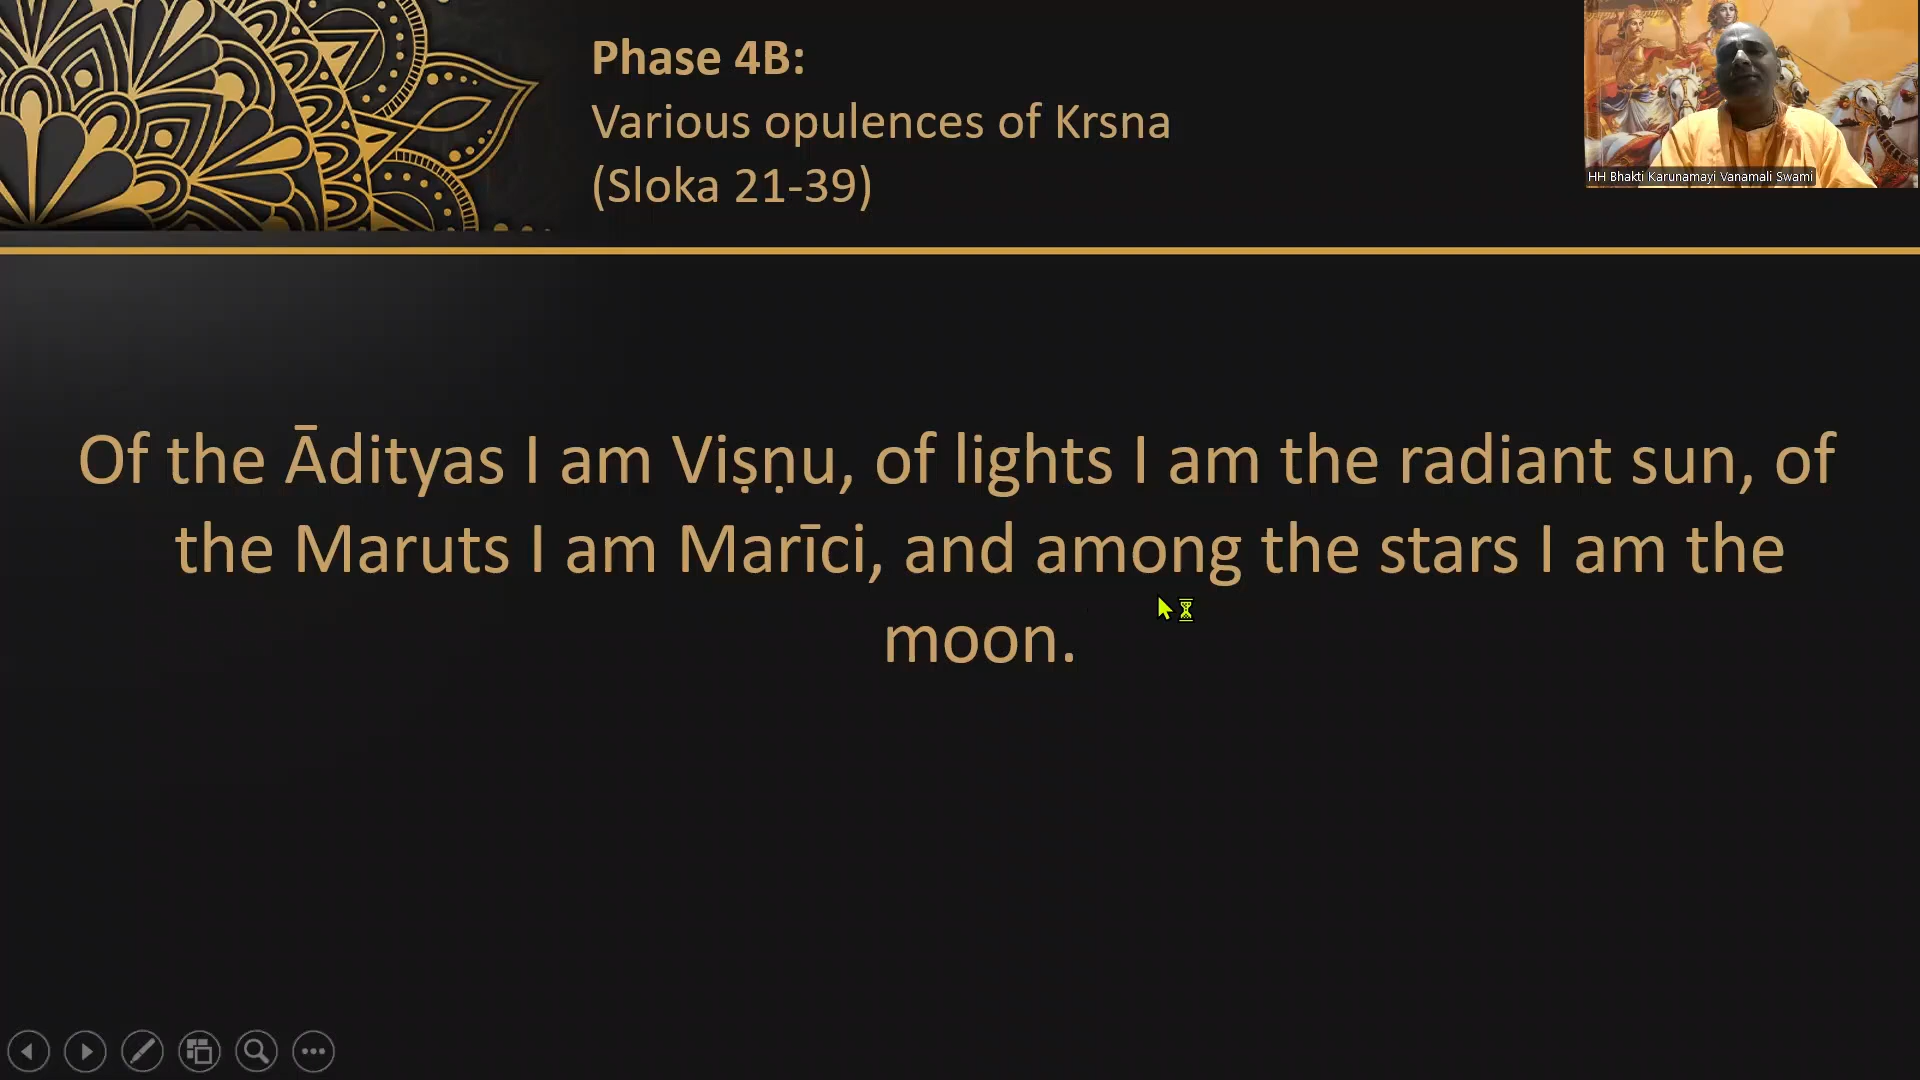 Phase 4B:
Various opulences of Krsna
(Sloka 21-39)
HH Bhakti Karunamayi Vanamali Swami
Of the Ādityas I am Viṣṇu, of lights I am the radiant sun, of
the Maruts I am Marīci, and among the stars I am the
moon.